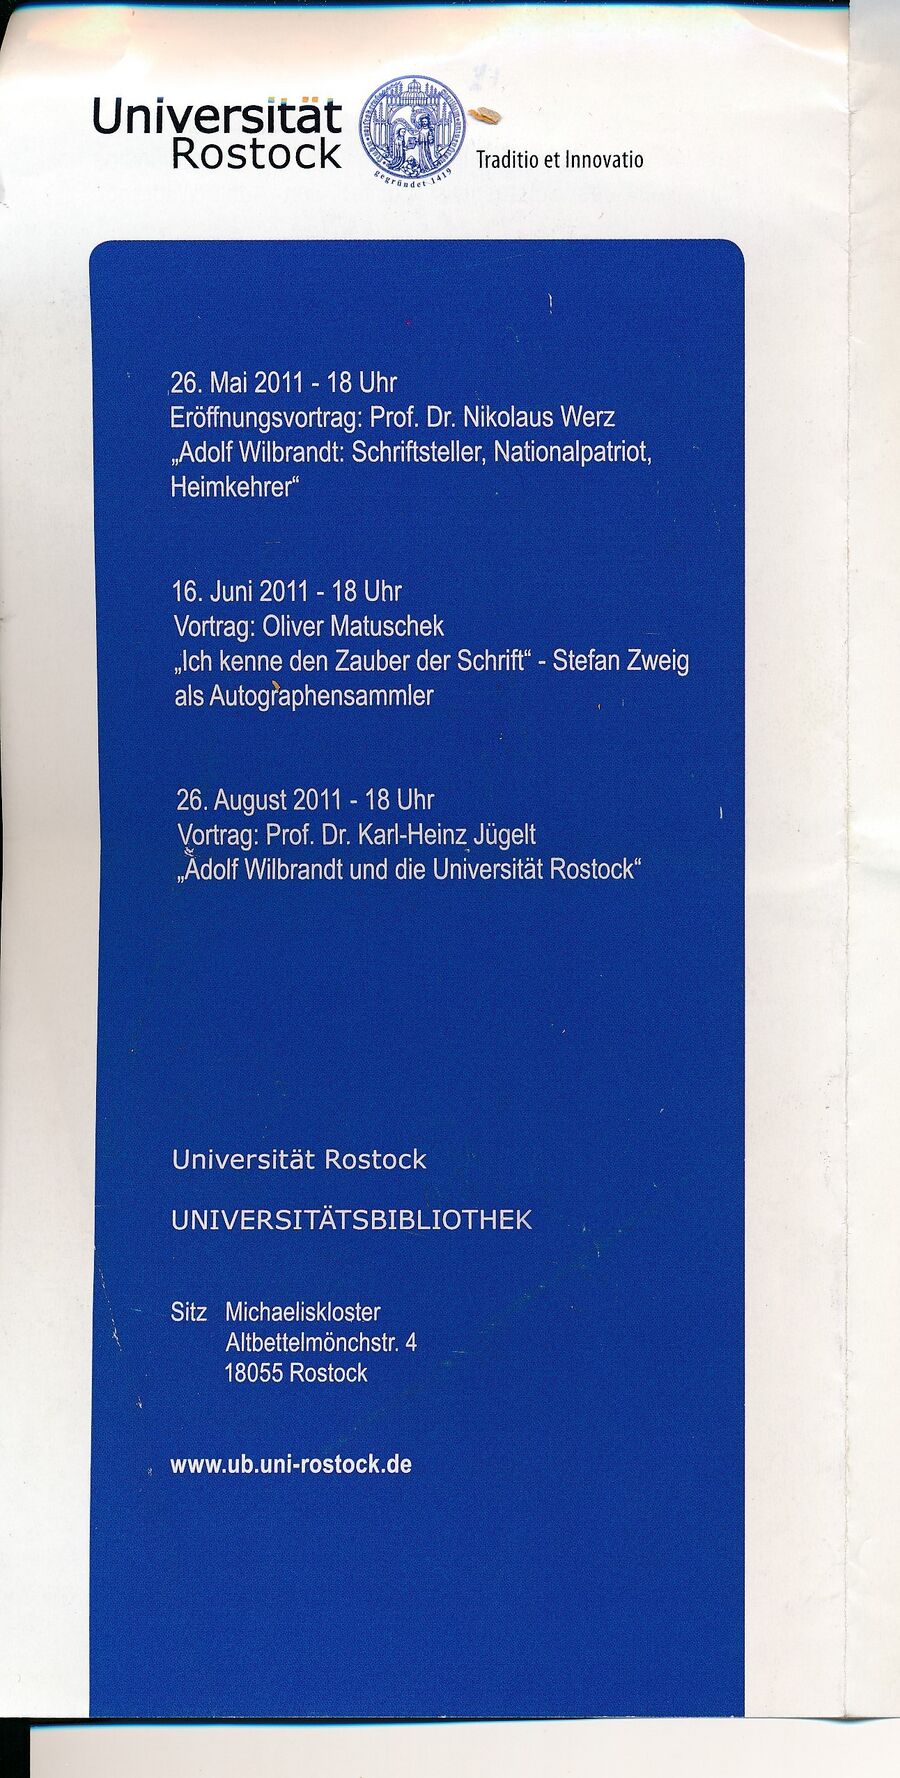 Universität
Rostock
gegründet 1419
Traditio et Innovatio
26. Mai 2011 - 18 Uhr
Eröffnungsvortrag: Prof. Dr. Nikolaus Werz
„Adolf Wilbrandt: Schriftsteller, Nationalpatriot,
Heimkehrer“
16. Juni 2011 - 18 Uhr
Vortrag: Oliver Matuschek
„Ich kenne den Zauber der Schrift“ - Stefan Zweig
als Autographensammler
26. August 2011 - 18 Uhr
Vortrag: Prof. Dr. Karl-Heinz Jügelt
„Adolf Wilbrandt und die Universität Rostock“
Universität Rostock
UNIVERSITÄTSBIBLIOTHEK
Sitz Michaeliskloster
Altbettelmönchstr. 4
18055 Rostock
www.ub.uni-rostock.de